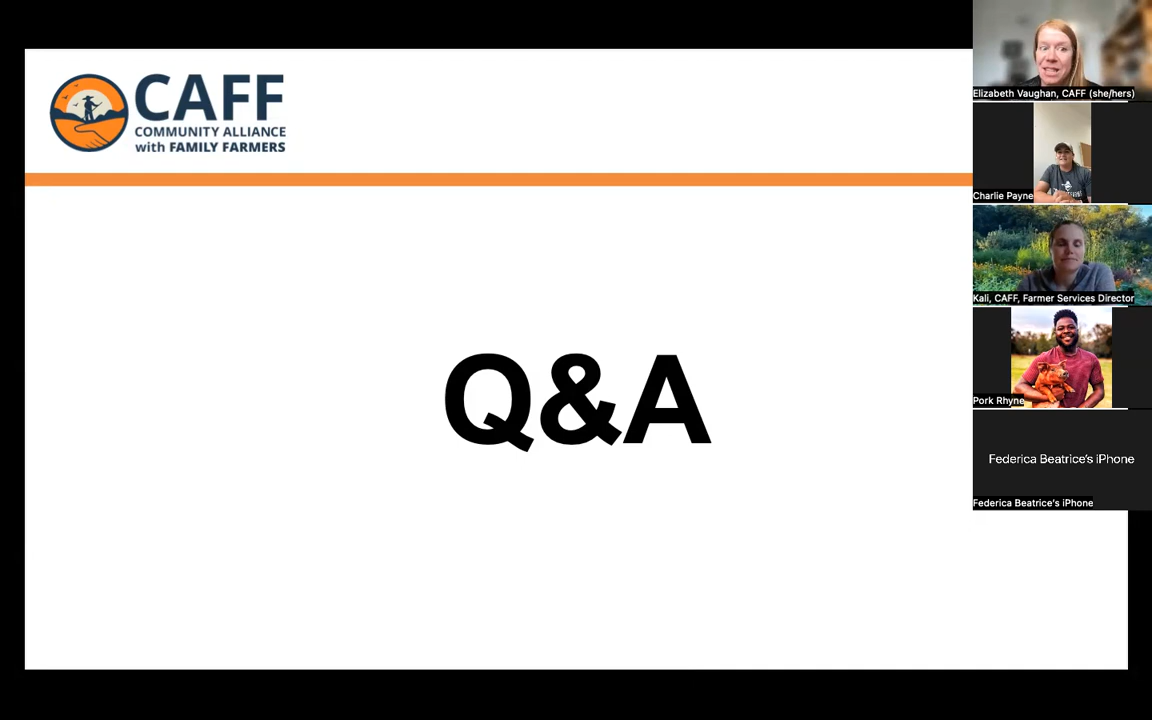 CAFF
COMMUNITY ALLIANCE
with FAMILY FARMERS
Q&A
Elizabeth Vaughan, CAFF (she/hers)
Charlie Payne
Kali, CAFF, Farmer Services Director
Pork Rhyne
Federica Beatrice's iPhone
Federica Beatrice's iPhone